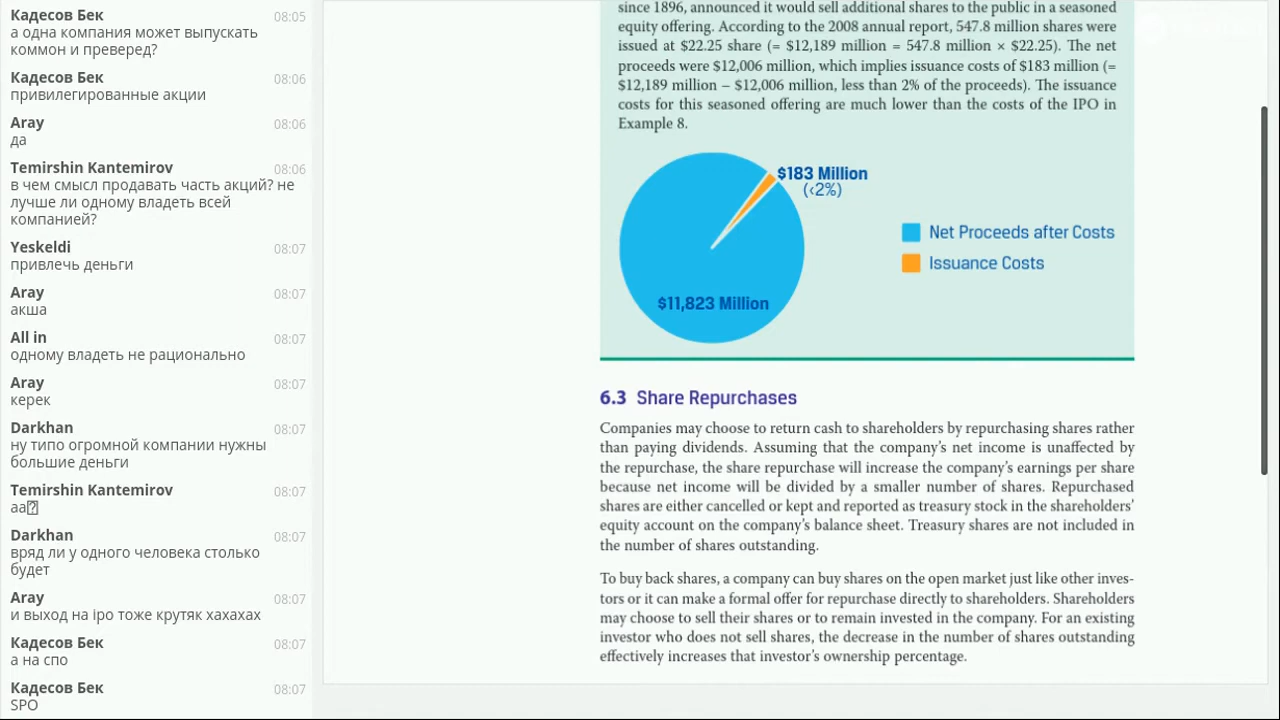 Кадесов Бек 08:05
а одна компания может выпускать
коммон и преверед?
Кадесов Бек 08:06
привилегированные акции
Aray 08:06
да
Temirshin Kantemirov 08:06
в чем смысл продавать часть акций? не
лучше ли одному владеть всей
компанией?
Yeskeldi 08:07
привлечь деньги
Aray 08:07
акша
All in 08:07
одному владеть не рационально
Aray 08:07
керек
Darkhan 08:07
ну типо огромной компании нужны
большие деньги
Temirshin Kantemirov 08:07
аа
Darkhan 08:07
вряд ли у одного человека столько
будет
Aray 08:07
и выход на ipo тоже крутяк хахахах
Кадесов Бек 08:07
а на спо
Кадесов Бек 08:07
SPO
since 1896, announced it would sell additional shares to the public in a seasoned
equity offering. According to the 2008 annual report, 547.8 million shares were
issued at $22.25 share (= $12,189 million = 547.8 million × $22.25). The net
proceeds were $12,006 million, which implies issuance costs of $183 million (=
$12,189 million – $12,006 million, less than 2% of the proceeds). The issuance
costs for this seasoned offering are much lower than the costs of the IPO in
Example 8.
$183 Million
(<2%)
Net Proceeds after Costs
Issuance Costs
$11,823 Million
6.3 Share Repurchases
Companies may choose to return cash to shareholders by repurchasing shares rather
than paying dividends. Assuming that the company's net income is unaffected by
the repurchase, the share repurchase will increase the company's earnings per share
because net income will be divided by a smaller number of shares. Repurchased
shares are either cancelled or kept and reported as treasury stock in the shareholders'
equity account on the company's balance sheet. Treasury shares are not included in
the number of shares outstanding.
To buy back shares, a company can buy shares on the open market just like other inves-
tors or it can make a formal offer for repurchase directly to shareholders. Shareholders
may choose to sell their shares or to remain invested in the company. For an existing
investor who does not sell shares, the decrease in the number of shares outstanding
effectively increases that investor's ownership percentage.